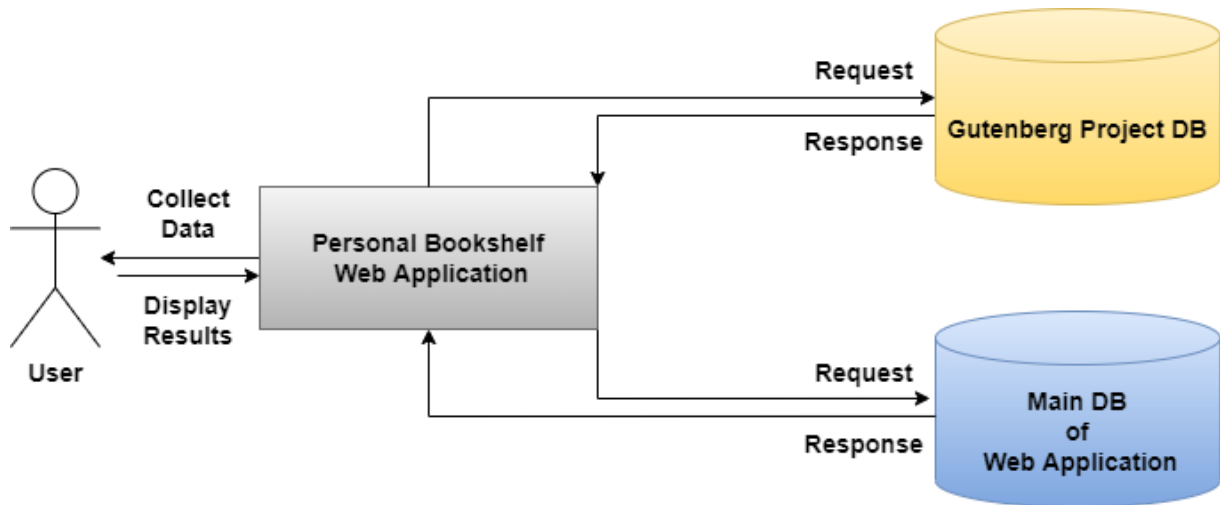 Request
Gutenberg Project DB
Response
Collect
Data
Personal Bookshelf
Web Application
Display
Results
User
Request
Main DB
of
Web Application
Response